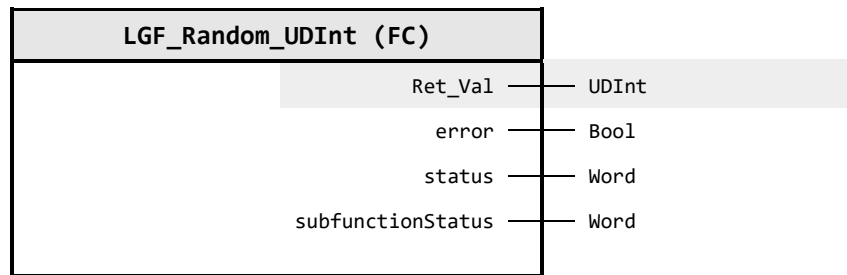 LGF_Random_UDInt (FC)
Ret_Val UDInt
error Bool
status Word
subfunctionStatus Word